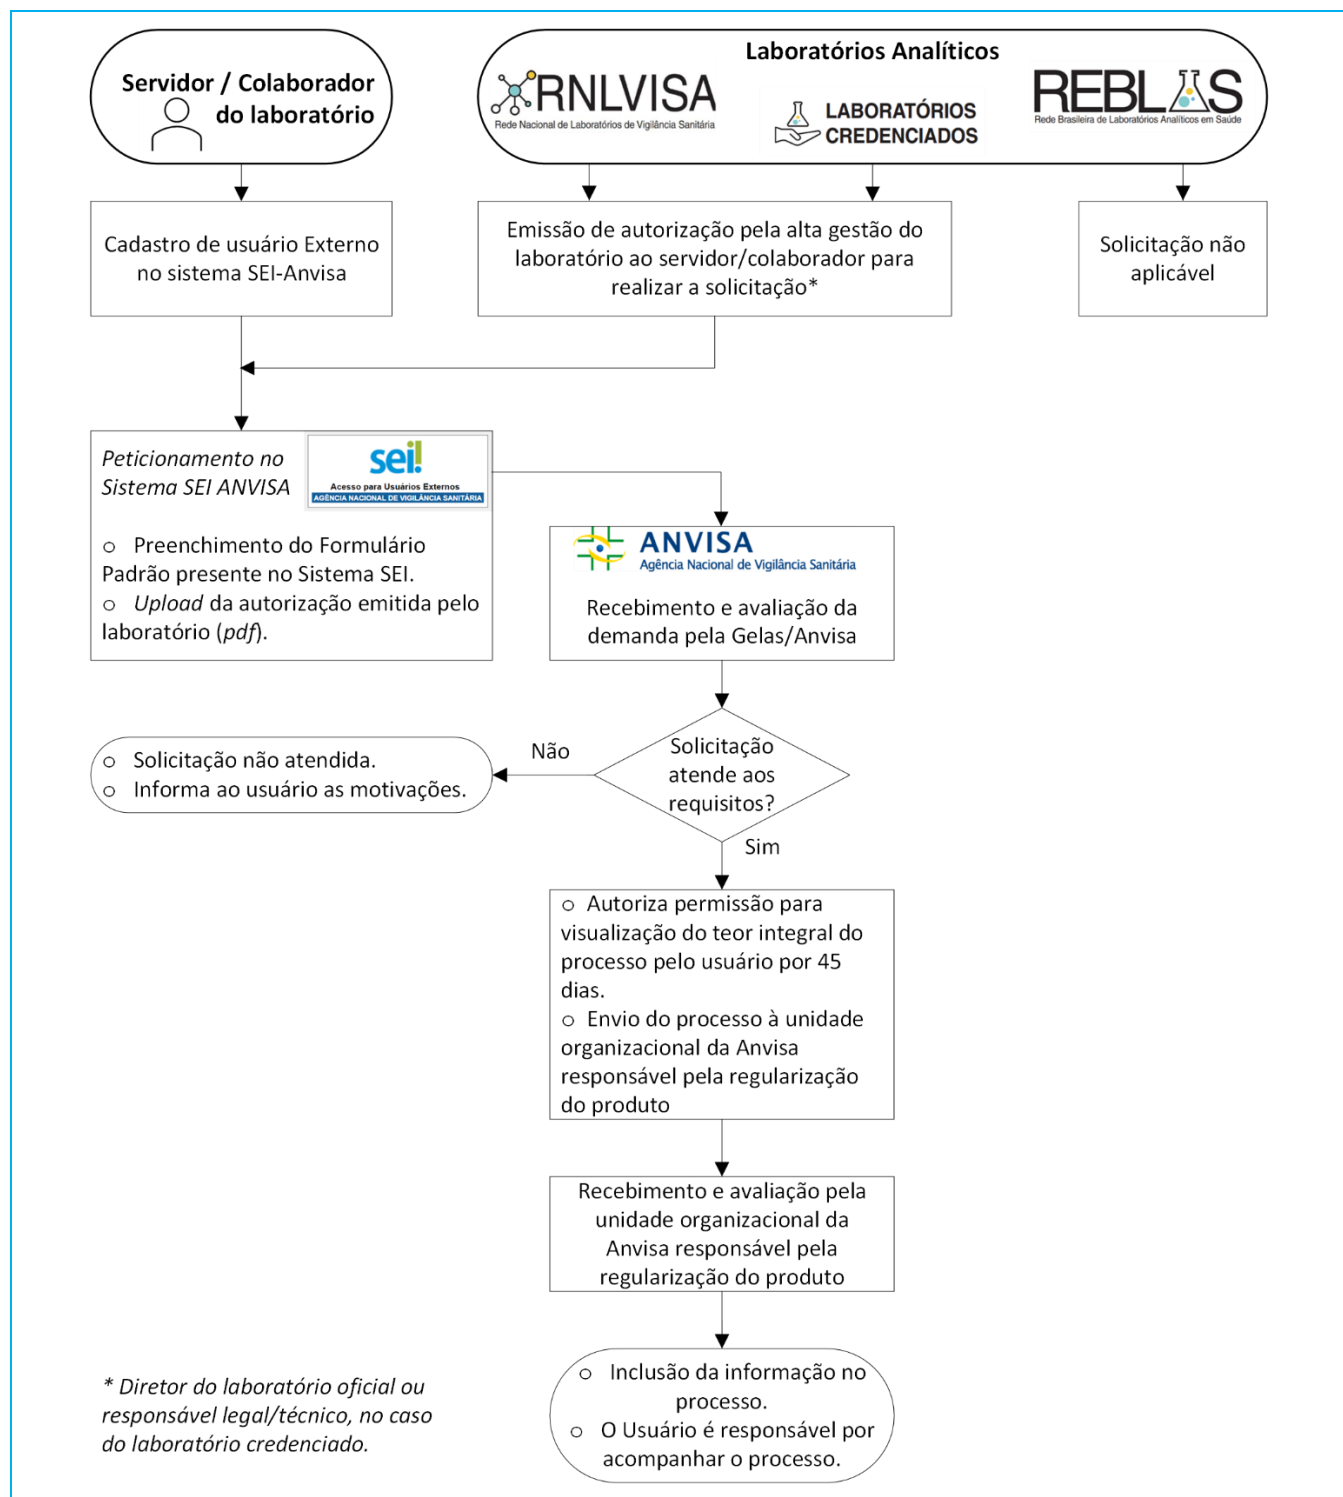 Servidor / Colaborador
do laboratório
Laboratórios Analíticos
RNLVISA
Rede Nacional de Laboratórios de Vigilância Sanitária
LABORATÓRIOS
CREDENCIADOS
REBLAS
Rede Brasileira de Laboratórios Analíticos em Saúde
Cadastro de usuário Externo
no sistema SEI-Anvisa
Emissão de autorização pela alta gestão do
laboratório ao servidor/colaborador para
realizar a solicitação*
Solicitação não
aplicável
Peticionamento no
Sistema SEI ANVISA
sei!
Acesso para Usuários Externos
AGÊNCIA NACIONAL DE VIGILÂNCIA SANITÁRIA
o Preenchimento do Formulário
Padrão presente no Sistema SEI.
o Upload da autorização emitida pelo
laboratório (pdf).
ANVISA
Agência Nacional de Vigilância Sanitária
Recebimento e avaliação da
demanda pela Gelas/Anvisa
Solicitação
atende aos
requisitos?
Não
o Solicitação não atendida.
o Informa ao usuário as motivações.
Sim
o Autoriza permissão para
visualização do teor integral do
processo pelo usuário por 45
dias.
o Envio do processo à unidade
organizacional da Anvisa
responsável pela regularização
do produto
Recebimento e avaliação pela
unidade organizacional da
Anvisa responsável pela
regularização do produto
o Inclusão da informação no
processo.
o O Usuário é responsável por
acompanhar o processo.
* Diretor do laboratório oficial ou
responsável legal/técnico, no caso
do laboratório credenciado.